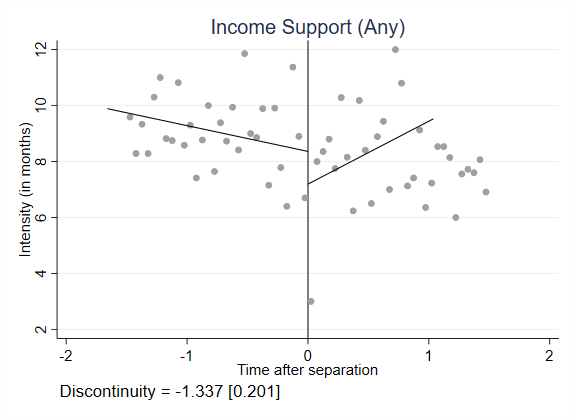 Income Support (Any)
Intensity (in months)
12
10
8
6
4
2
-2
-1
0
1
2
Time after separation
Discontinuity = -1.337 [0.201]